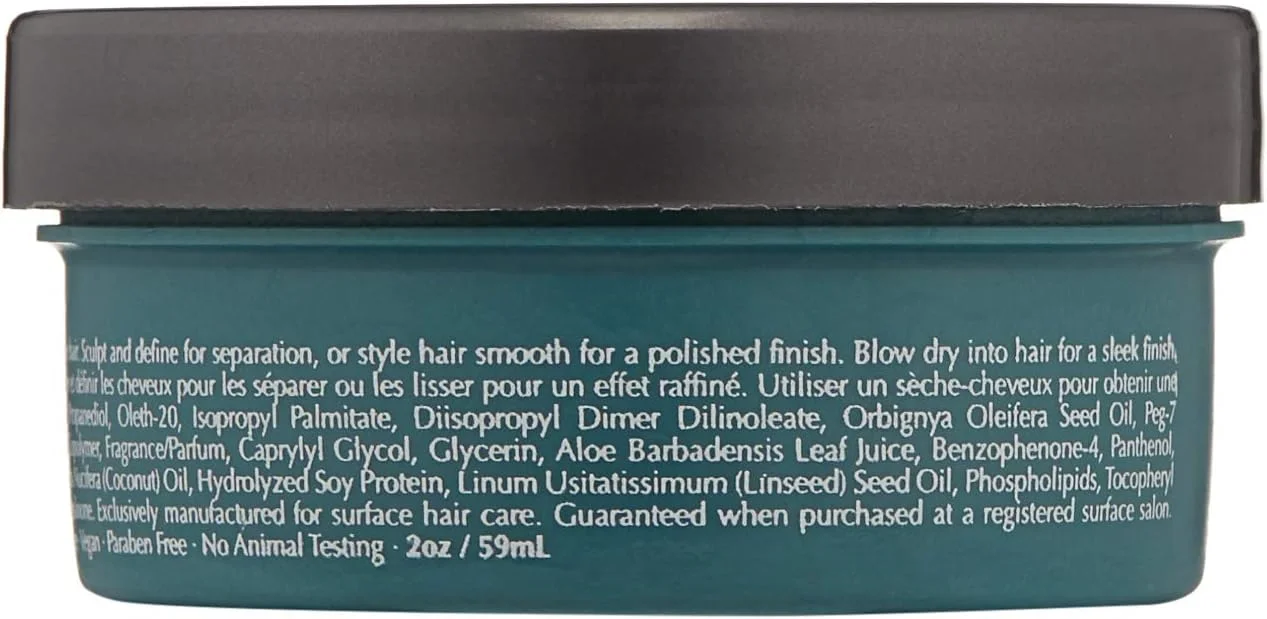 hair. Sculpt and define for separation, or style hair smooth for a polished finish. Blow dry into hair for a sleek finish,
et définir les cheveux pour les séparer ou les lisser pour un effet raffiné. Utiliser un sèche-cheveux pour obtenir une
Oleth-20, Isopropyl Palmitate, Diisopropyl Dimer Dilinoleate, Orbignya Oleifera Seed Oil, Peg-7
Fragrance/Parfum, Caprylyl Glycol, Glycerin, Aloe Barbadensis Leaf Juice, Benzophenone-4, Panthenol,
(Coconut) Oil, Hydrolyzed Soy Protein, Linum Usitatissimum (Linseed) Seed Oil, Phospholipids, Tocopheryl
Exclusively manufactured for surface hair care. Guaranteed when purchased at a registered surface salon.
Vegan · Paraben Free · No Animal Testing · 2oz / 59mL